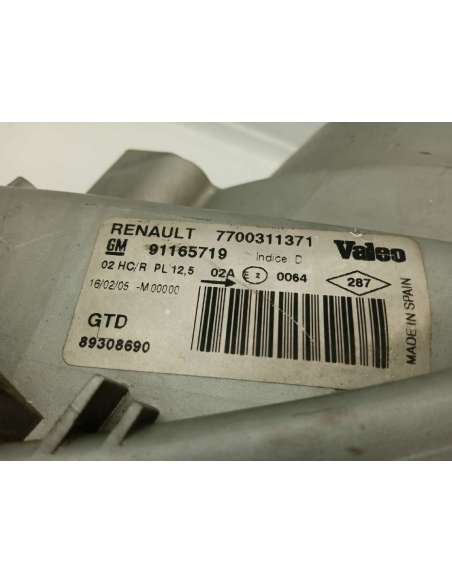 RENAULT 7700311371 Valeo
GM 91165719 Indice D
02 HC/R PL 12,5 02A E2 0064 287
16/02/05 -M 00000
GTD
89308690
MADE IN SPAIN